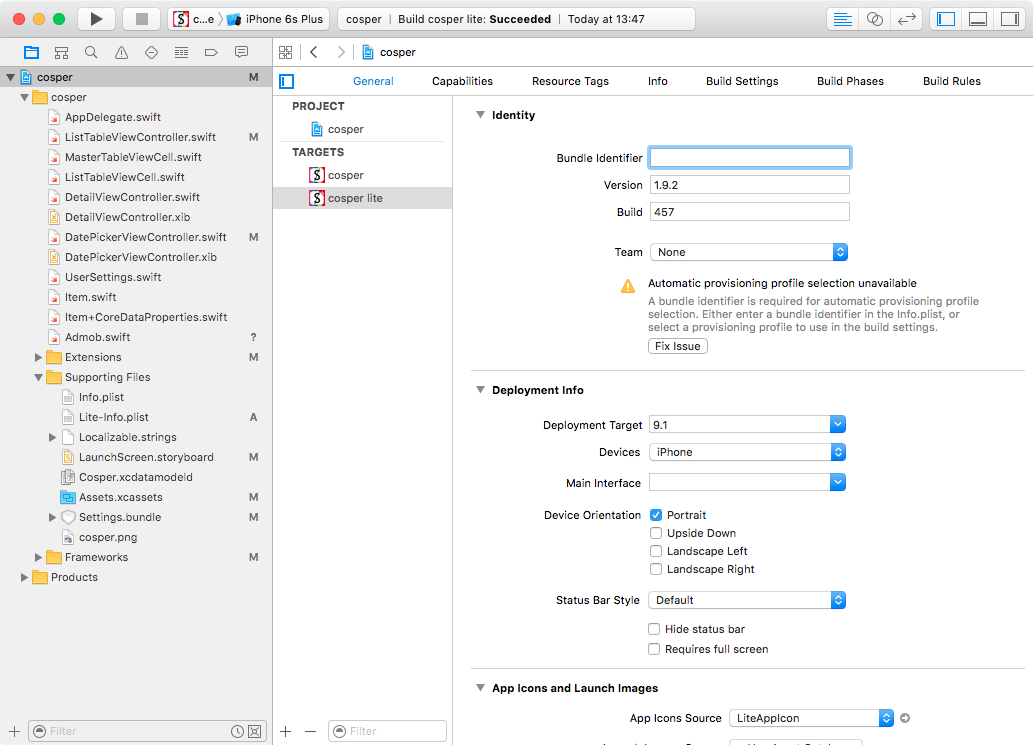 c...e iPhone 6s Plus
cosper Build cosper lite: Succeeded Today at 13:47
cosper
cosper M
cosper
AppDelegate.swift
ListTableViewController.swift M
MasterTableViewCell.swift
ListTableViewCell.swift
DetailViewController.swift
DetailViewController.xib
DatePickerViewController.swift M
DatePickerViewController.xib
UserSettings.swift
Item.swift
Item+CoreDataProperties.swift
Admob.swift ?
Extensions M
Supporting Files
Info.plist
Lite-Info.plist A
Localizable.strings
LaunchScreen.storyboard M
Cosper.xcdatamodeld
Assets.xcassets M
Settings.bundle M
cosper.png
Frameworks M
Products
Filter
General Capabilities Resource Tags Info Build Settings Build Phases Build Rules
PROJECT
cosper
TARGETS
cosper
cosper lite
Filter
Identity
Bundle Identifier
Version 1.9.2
Build 457
Team None
Automatic provisioning profile selection unavailable
A bundle identifier is required for automatic provisioning profile
selection. Either enter a bundle identifier in the Info.plist, or
select a provisioning profile to use in the build settings.
Fix Issue
Deployment Info
Deployment Target 9.1
Devices iPhone
Main Interface
Device Orientation Portrait
Upside Down
Landscape Left
Landscape Right
Status Bar Style Default
Hide status bar
Requires full screen
App Icons and Launch Images
App Icons Source LiteAppIcon